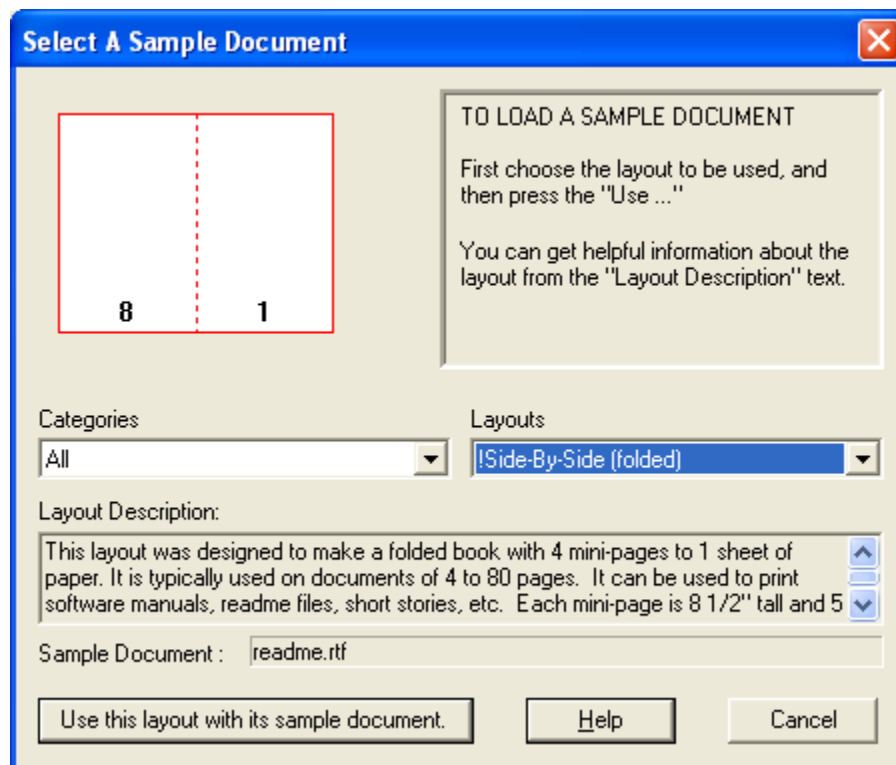 Select A Sample Document
TO LOAD A SAMPLE DOCUMENT
First choose the layout to be used, and
then press the "Use ..."
You can get helpful information about the
layout from the "Layout Description" text.
8 1
Categories
Layouts
All
!Side-By-Side (folded)
Layout Description:
This layout was designed to make a folded book with 4 mini-pages to 1 sheet of
paper. It is typically used on documents of 4 to 80 pages.  It can be used to print
software manuals, readme files, short stories, etc.  Each mini-page is 8 1/2" tall and 5
Sample Document : readme.rtf
Use this layout with its sample document.
Help
Cancel